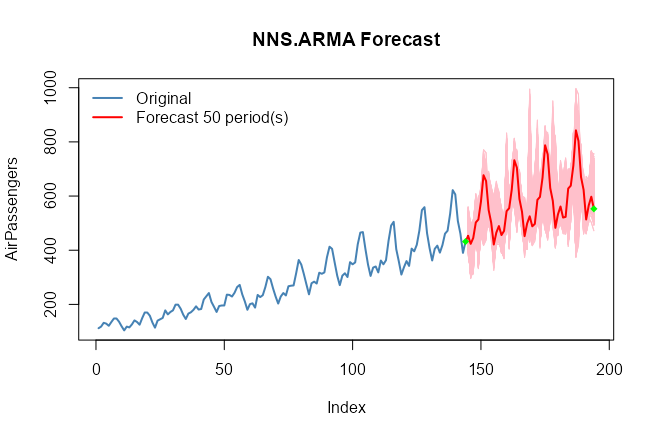 NNS.ARMA Forecast
Original
Forecast 50 period(s)
AirPassengers
1000
800
600
400
200
0 50 100 150 200
Index